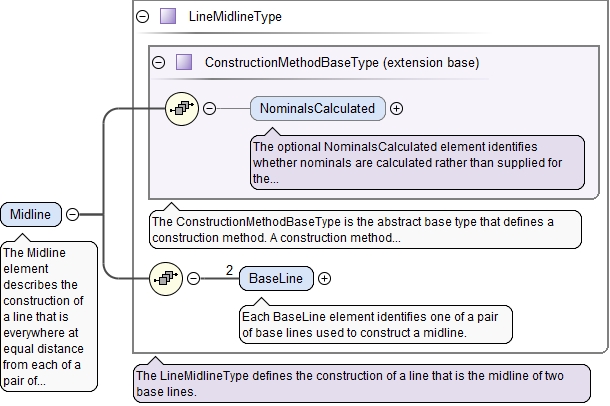 LineMidlineType
ConstructionMethodBaseType (extension base)
NominalsCalculated
The optional NominalsCalculated element identifies
whether nominals are calculated rather than supplied for
the...
The ConstructionMethodBaseType is the abstract base type that defines a
construction method. A construction method...
Midline
The Midline
element
describes the
construction of
a line that is
everywhere at
equal distance
from each of a
pair of...
2
BaseLine
Each BaseLine element identifies one of a pair
of base lines used to construct a midline.
The LineMidlineType defines the construction of a line that is the midline of two
base lines.